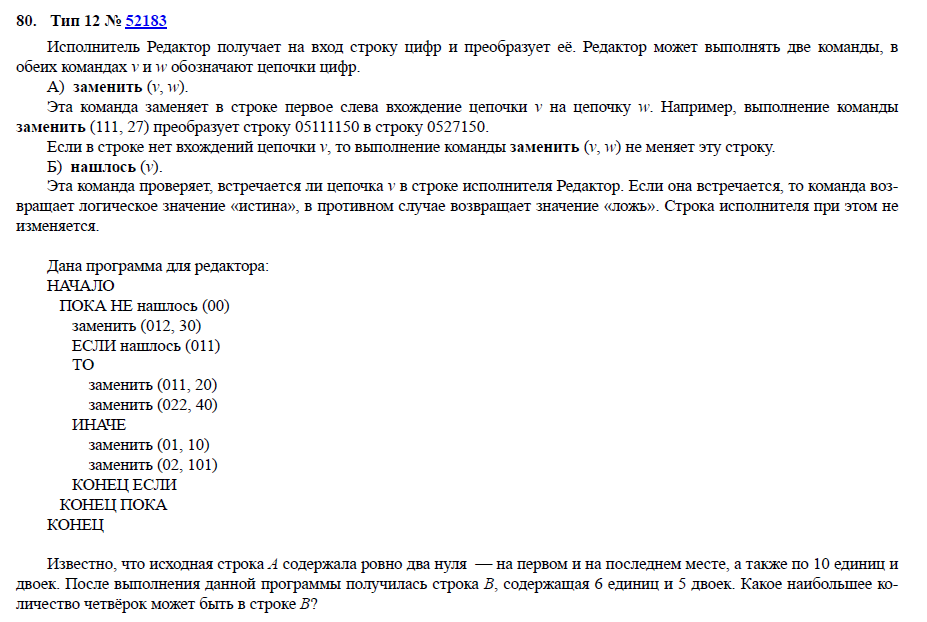 80. Тип 12 № 52183
Исполнитель Редактор получает на вход строку цифр и преобразует её. Редактор может выполнять две команды, в
обеих командах v и w обозначают цепочки цифр.
А) заменить (v, w).
Эта команда заменяет в строке первое слева вхождение цепочки v на цепочку w. Например, выполнение команды
заменить (111, 27) преобразует строку 05111150 в строку 0527150.
Если в строке нет вхождений цепочки v, то выполнение команды заменить (v, w) не меняет эту строку.
Б) нашлось (v).
Эта команда проверяет, встречается ли цепочка v в строке исполнителя Редактор. Если она встречается, то команда воз-
вращает логическое значение «истина», в противном случае возвращает значение «ложь». Строка исполнителя при этом не
изменяется.
Дана программа для редактора:
НАЧАЛО
ПОКА НЕ нашлось (00)
заменить (012, 30)
ЕСЛИ нашлось (011)
ТО
заменить (011, 20)
заменить (022, 40)
ИНАЧЕ
заменить (01, 10)
заменить (02, 101)
КОНЕЦ ЕСЛИ
КОНЕЦ ПОКА
КОНЕЦ
Известно, что исходная строка A содержала ровно два нуля — на первом и на последнем месте, а также по 10 единиц и
двоек. После выполнения данной программы получилась строка B, содержащая 6 единиц и 5 двоек. Какое наибольшее ко-
личество четвёрок может быть в строке B?